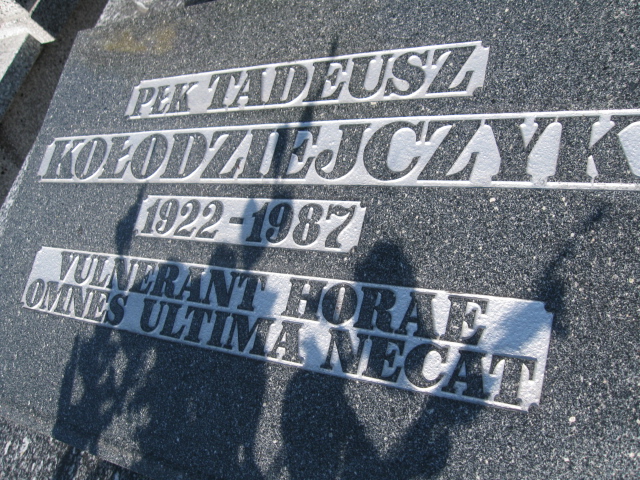 PŁK TADEUSZ
KOŁODZIEJCZYK
1922-1987
VULNERANT HORAE
OMNES ULTIMA NECAT